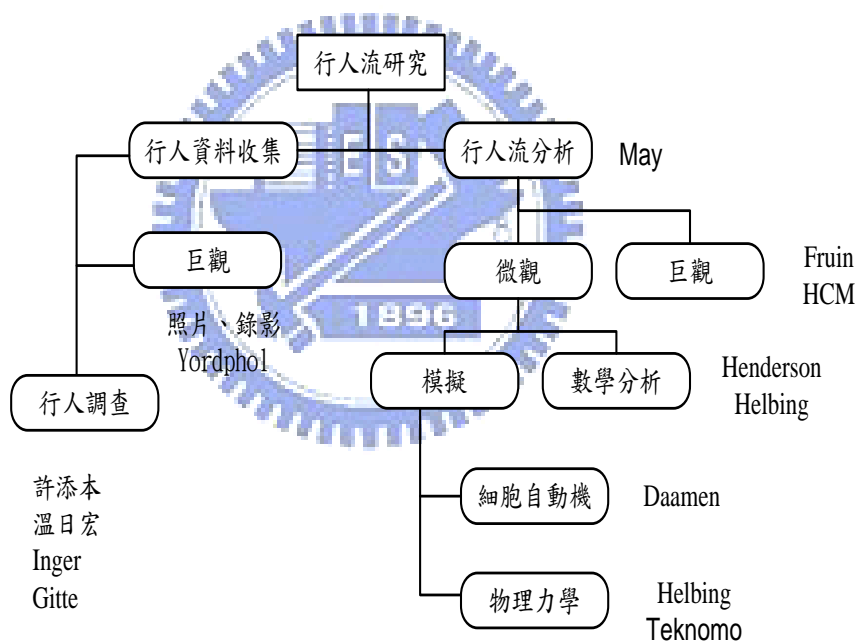 行人流研究
行人資料收集
行人流分析
May
ES
巨觀
微觀
巨觀
Fruin
HCM
照片、錄影
Yordphol
1896
行人調查
模擬
數學分析
Henderson
Helbing
許添本
溫日宏
Inger
Gitte
細胞自動機
Daamen
物理力學
Helbing
Teknomo